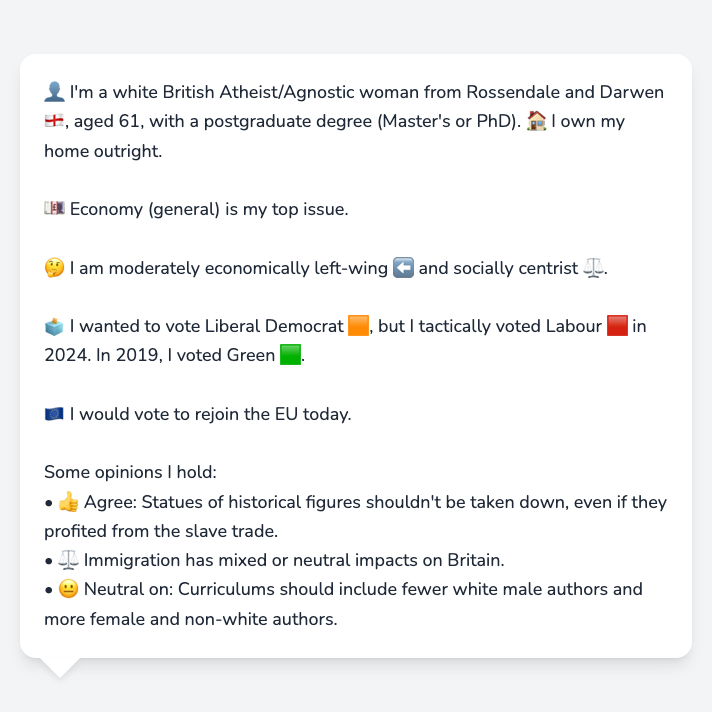 👤 I'm a white British Atheist/Agnostic woman from Rossendale and Darwen
🏴󠁧󠁢󠁥󠁮󠁧󠁿, aged 61, with a postgraduate degree (Master's or PhD). 🏠 I own my
home outright.
💷 Economy (general) is my top issue.
🤔 I am moderately economically left-wing ⬅️ and socially centrist ⚖️.
🗳️ I wanted to vote Liberal Democrat 🟧, but I tactically voted Labour 🟥 in
2024. In 2019, I voted Green 🟩.
🇪🇺 I would vote to rejoin the EU today.
Some opinions I hold:
• 👍 Agree: Statues of historical figures shouldn't be taken down, even if they
profited from the slave trade.
• ⚖️ Immigration has mixed or neutral impacts on Britain.
• 😐 Neutral on: Curriculums should include fewer white male authors and
more female and non-white authors.